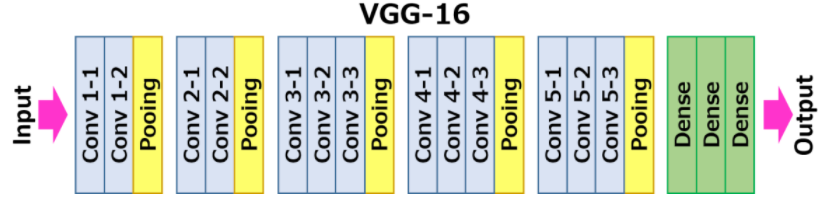 VGG-16
Input
Conv 1-1
Conv 1-2
Pooing
Conv 2-1
Conv 2-2
Pooing
Conv 3-1
Conv 3-2
Conv 3-3
Pooing
Conv 4-1
Conv 4-2
Conv 4-3
Pooing
Conv 5-1
Conv 5-2
Conv 5-3
Pooing
Dense
Dense
Dense
Output